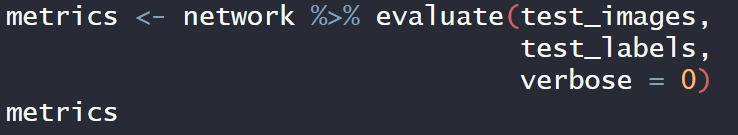 metrics <- network %>% evaluate(test_images,
test_labels,
verbose = 0)
metrics